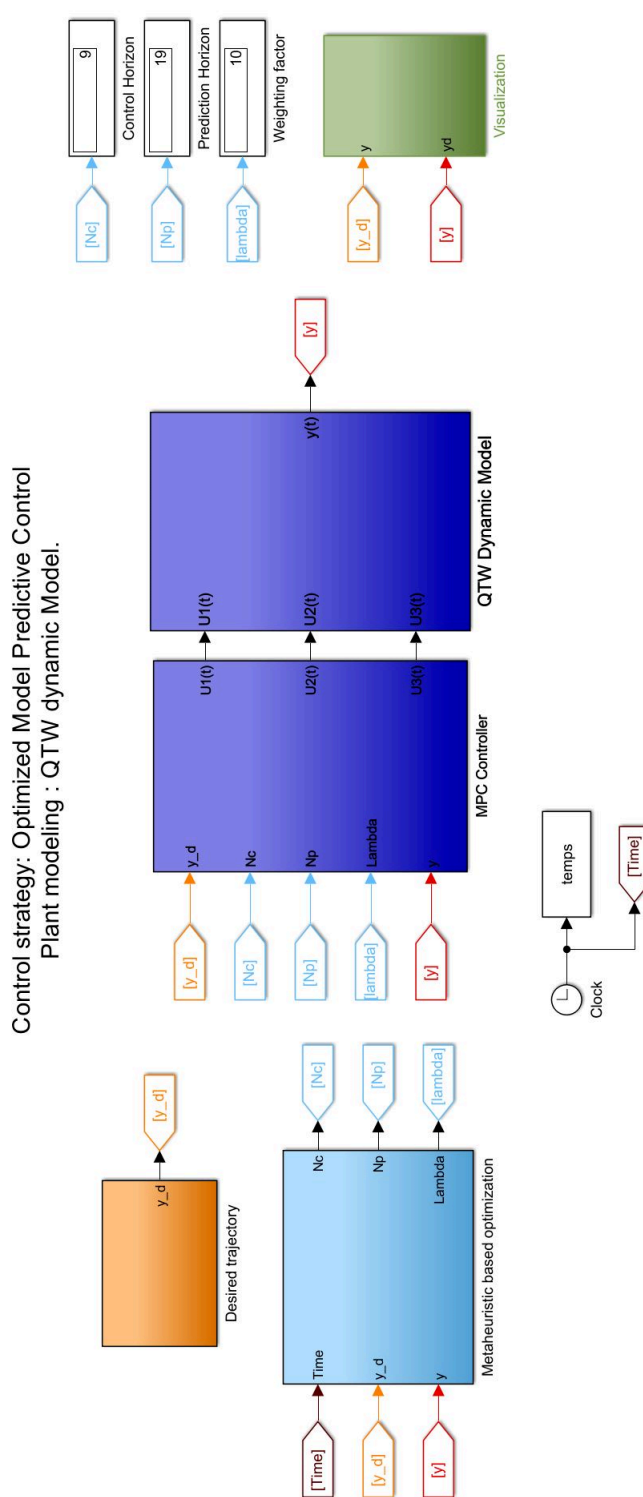 Control strategy: Optimized Model Predictive Control
Plant modeling : QTW dynamic Model.
y_d
[y_d]
Desired trajectory
[Time]
[y_d]
[y]
Time
y_d
y
Nc
Np
Lambda
[Nc]
[Np]
[lambda]
Metaheuristic based optimization
[y_d]
[Nc]
[Np]
[lambda]
[y]
y_d
Nc
Np
Lambda
y
U1(t)
U2(t)
U3(t)
MPC Controller
U1(t)
U2(t)
U3(t)
y(t)
QTW Dynamic Model
[y]
Clock
temps
[Time]
[Nc]
9
Control Horizon
[Np]
19
Prediction Horizon
[lambda]
10
Weighting factor
[y_d]
[y]
y
yd
Visualization